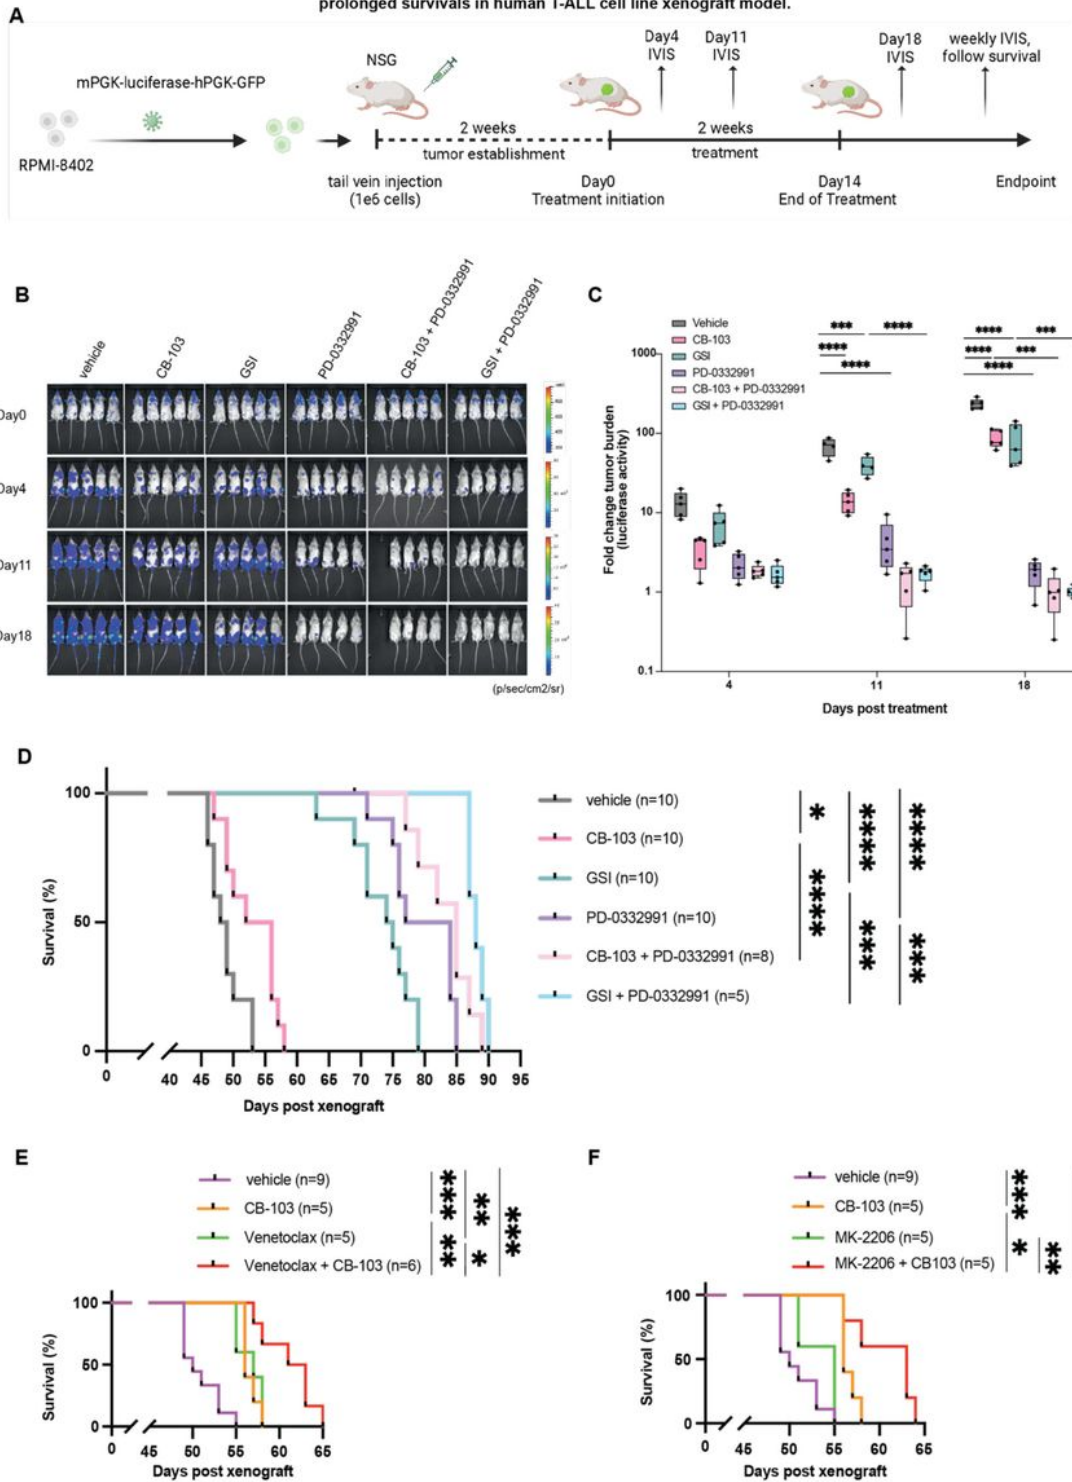 prolonged survivals in human T-ALL cell line xenograft model.
A
mPGK-luciferase-hPGK-GFP
RPMI-8402
NSG
2 weeks
tumor establishment
tail vein injection
(1e6 cells)
Day0
Treatment initiation
Day4
IVIS
Day11
IVIS
2 weeks
treatment
Day14
End of Treatment
Day18
IVIS
weekly IVIS,
follow survival
Endpoint
B
vehicle
CB-103
GSI
PD-0332991
CB-103 + PD-0332991
GSI + PD-0332991
Day0
Day4
Day11
Day18
(p/sec/cm2/sr)
C
Vehicle
CB-103
GSI
PD-0332991
CB-103 + PD-0332991
GSI + PD-0332991
*** ****
****
****
**** ***
**** ***
****
Fold change tumor burden
(luciferase activity)
1000
100
10
1
0.1
4 11 18
Days post treatment
D
Survival (%)
100
50
0
0 40 45 50 55 60 65 70 75 80 85 90 95
Days post xenograft
vehicle (n=10)
CB-103 (n=10)
GSI (n=10)
PD-0332991 (n=10)
CB-103 + PD-0332991 (n=8)
GSI + PD-0332991 (n=5)
*
****
****
***
****
***
E
vehicle (n=9)
CB-103 (n=5)
Venetoclax (n=5)
Venetoclax + CB-103 (n=6)
***
**
**
*
***
Survival (%)
100
50
0
0 45 50 55 60 65
Days post xenograft
F
vehicle (n=9)
CB-103 (n=5)
MK-2206 (n=5)
MK-2206 + CB103 (n=5)
***
*
**
Survival (%)
100
50
0
0 45 50 55 60 65
Days post xenograft